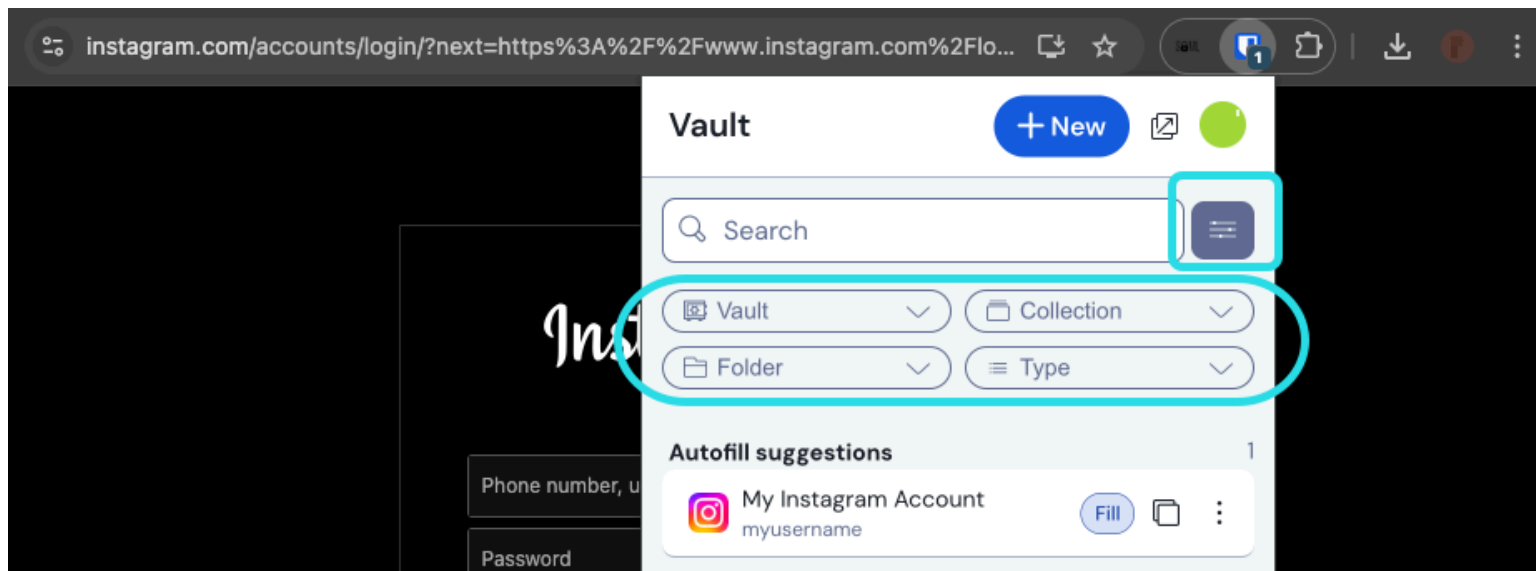 instagram.com/accounts/login/?next=https%3A%2F%2Fwww.instagram.com%2Flo...
1
Vault
New
Search
Vault
Collection
Folder
Type
Inst
Autofill suggestions
1
Phone number, u
My Instagram Account
myusername
Fill
Password